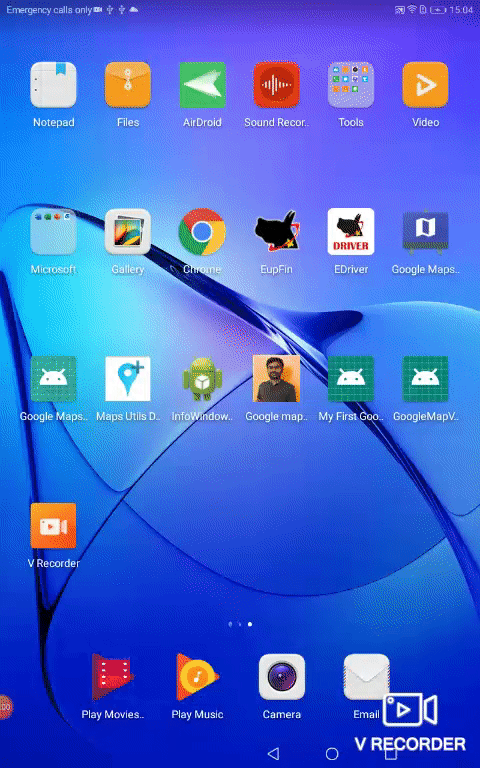 Emergency calls only
15:04
Notepad
Files
AirDroid
Sound Recor..
Tools
Video
Microsoft
Gallery
Chrome
EupFin
DRIVER
EDriver
Google Maps..
Google Maps..
Maps Utils D..
InfoWindow..
Google map..
My First Goo..
GoogleMapV..
V Recorder
:00
Play Movies..
Play Music
Camera
Email
V RECORDER